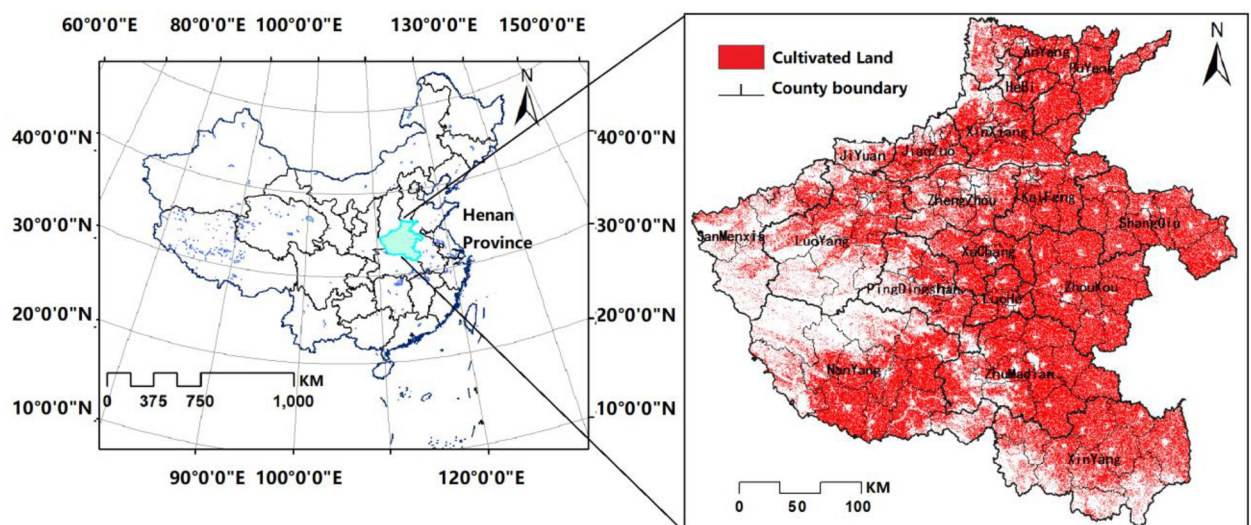 60°0'0"E 100°0'0"E 130°0'0"E 150°0'0"E
N
40°0'0"N
30°0'0"N
20°0'0"N
10°0'0"N
40°0'0"N
30°0'0"N
20°0'0"N
10°0'0"N
Henan
Province
KM
0 375 750 1,000
90°0'0"E 100°0'0"E 120°0'0"E
N
Cultivated Land
County boundary
AnYang
PuYang
HeBi
XinXiang
JiYuan
JiaoZuo
ZhengZhou
KaiFeng
ShangQiu
SanMenxia
LuoYang
XuChang
PingDingshan
LuoHe
ZhouKou
NanYang
ZhuMadian
XinYang
KM
0 50 100